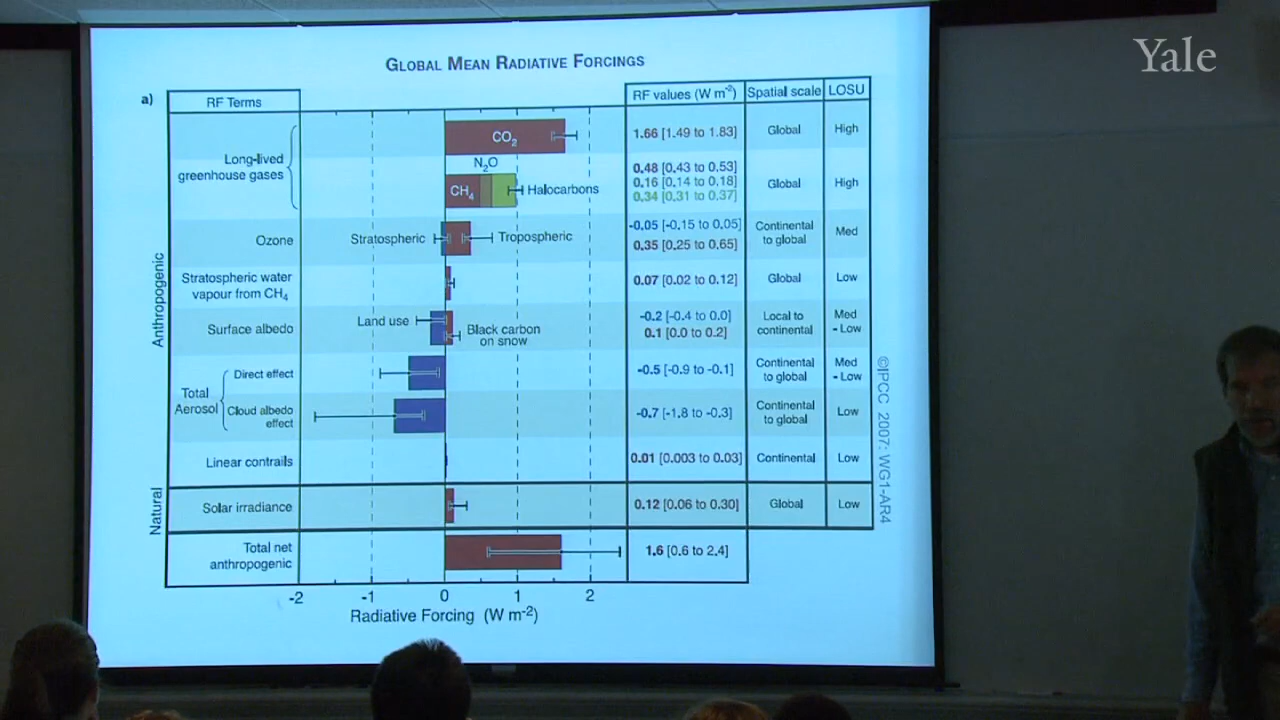 Yale
GLOBAL MEAN RADIATIVE FORCINGS
a)
RF Terms
RF values (W m⁻²)
Spatial scale
LOSU
Anthropogenic
Long-lived
greenhouse gases
CO₂
1.66 [1.49 to 1.83]
Global
High
N₂O
CH₄
Halocarbons
0.48 [0.43 to 0.53]
0.16 [0.14 to 0.18]
0.34 [0.31 to 0.37]
Global
High
Ozone
Stratospheric
Tropospheric
-0.05 [-0.15 to 0.05]
0.35 [0.25 to 0.65]
Continental
to global
Med
Stratospheric water
vapour from CH₄
0.07 [0.02 to 0.12]
Global
Low
Surface albedo
Land use
Black carbon
on snow
-0.2 [-0.4 to 0.0]
0.1 [0.0 to 0.2]
Local to
continental
Med
- Low
Total
Aerosol
Direct effect
-0.5 [-0.9 to -0.1]
Continental
to global
Med
- Low
Cloud albedo
effect
-0.7 [-1.8 to -0.3]
Continental
to global
Low
Linear contrails
0.01 [0.003 to 0.03]
Continental
Low
Natural
Solar irradiance
0.12 [0.06 to 0.30]
Global
Low
Total net
anthropogenic
1.6 [0.6 to 2.4]
-2 -1 0 1 2
Radiative Forcing (W m⁻²)
©IPCC 2007: WG1-AR4